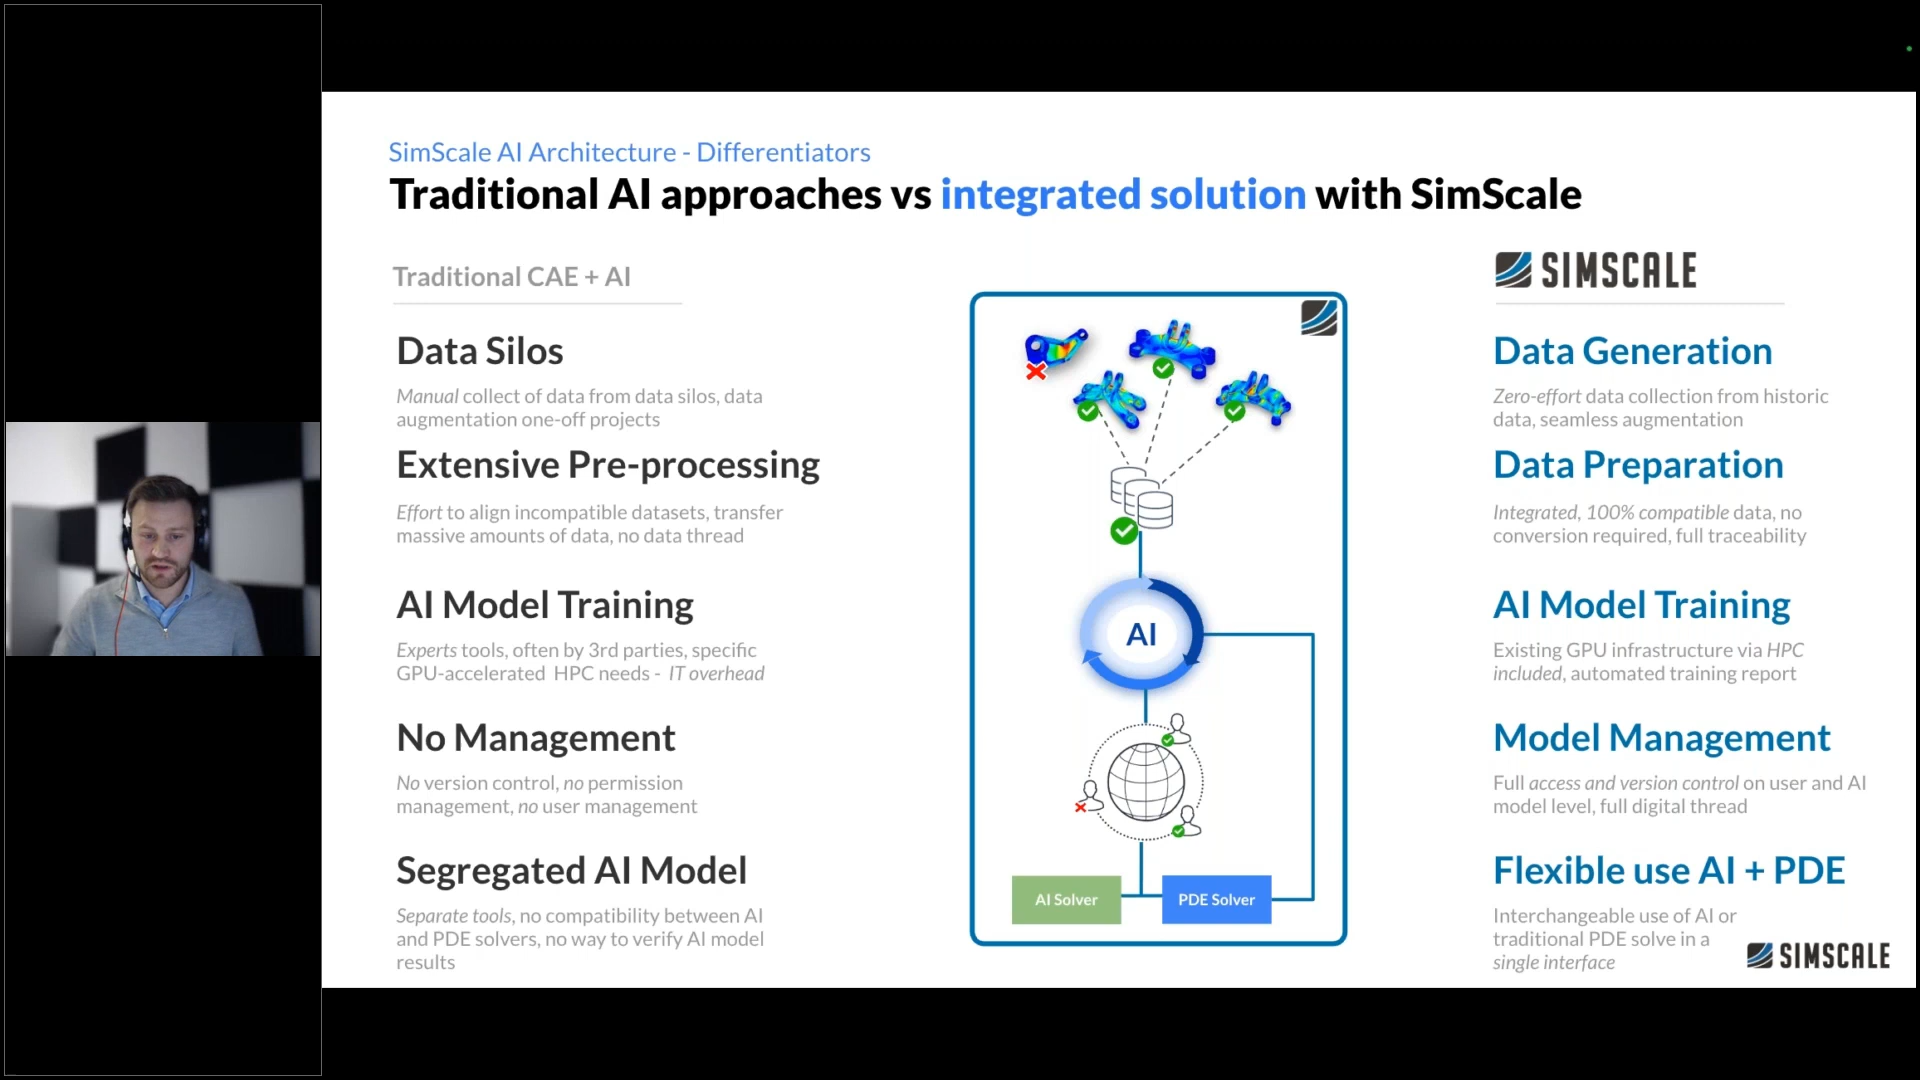 SimScale AI Architecture - Differentiators
Traditional AI approaches vs integrated solution with SimScale
Traditional CAE + AI
Data Silos
Manual collect of data from data silos, data
augmentation one-off projects
Extensive Pre-processing
Effort to align incompatible datasets, transfer
massive amounts of data, no data thread
AI Model Training
Experts tools, often by 3rd parties, specific
GPU-accelerated HPC needs - IT overhead
No Management
No version control, no permission
management, no user management
Segregated AI Model
Separate tools, no compatibility between AI
and PDE solvers, no way to verify AI model
results
AI
AI Solver
PDE Solver
SIMSCALE
Data Generation
Zero-effort data collection from historic
data, seamless augmentation
Data Preparation
Integrated, 100% compatible data, no
conversion required, full traceability
AI Model Training
Existing GPU infrastructure via HPC
included, automated training report
Model Management
Full access and version control on user and AI
model level, full digital thread
Flexible use AI + PDE
Interchangeable use of AI or
traditional PDE solve in a
single interface
SIMSCALE